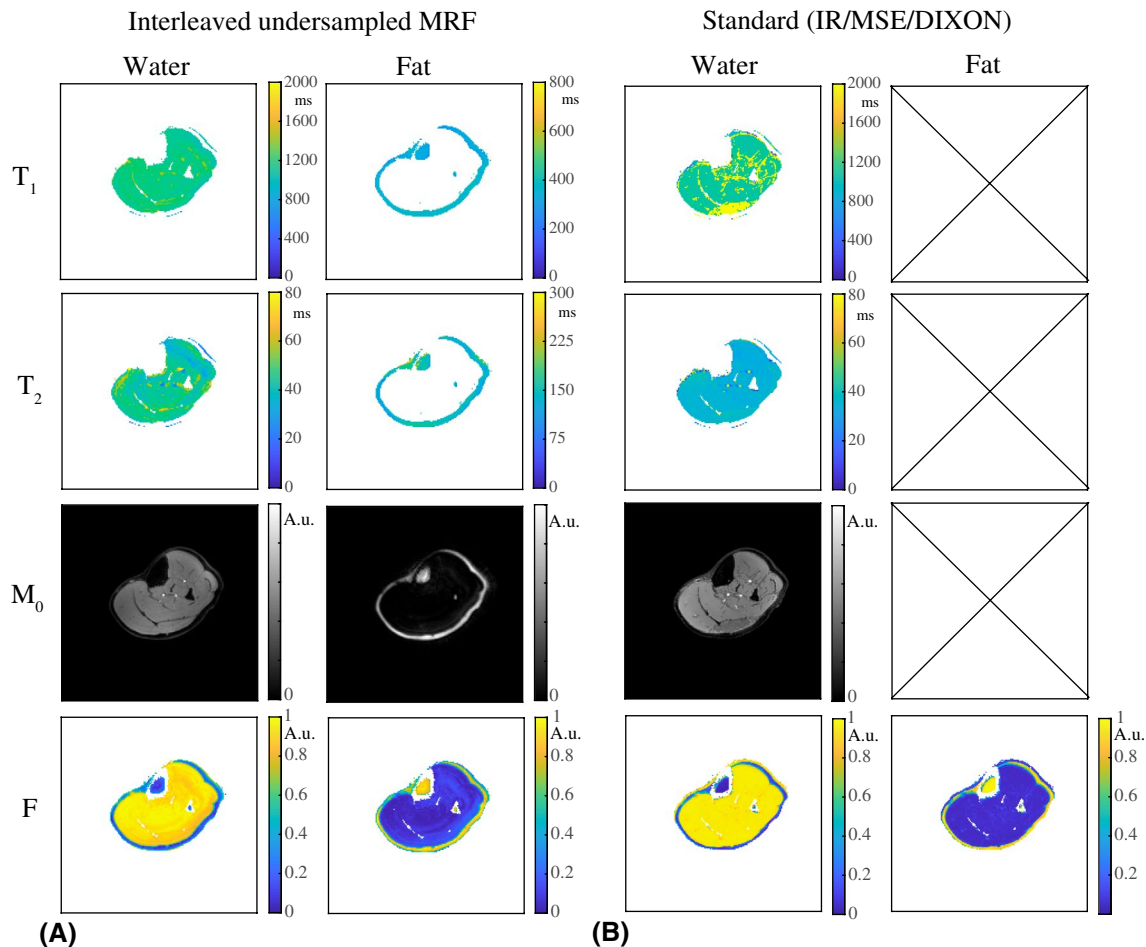 Interleaved undersampled MRF
Standard (IR/MSE/DIXON)
Water
Fat
Water
Fat
T1
2000
ms
1600
1200
800
400
0
800
ms
600
400
200
0
2000
ms
1600
1200
800
400
0
T2
80
ms
60
40
20
0
300
ms
225
150
75
0
80
ms
60
40
20
0
M0
A.u.
0
A.u.
0
A.u.
0
F
1
A.u.
0.8
0.6
0.4
0.2
0
1
A.u.
0.8
0.6
0.4
0.2
0
1
A.u.
0.8
0.6
0.4
0.2
0
1
A.u.
0.8
0.6
0.4
0.2
0
(A)
(B)